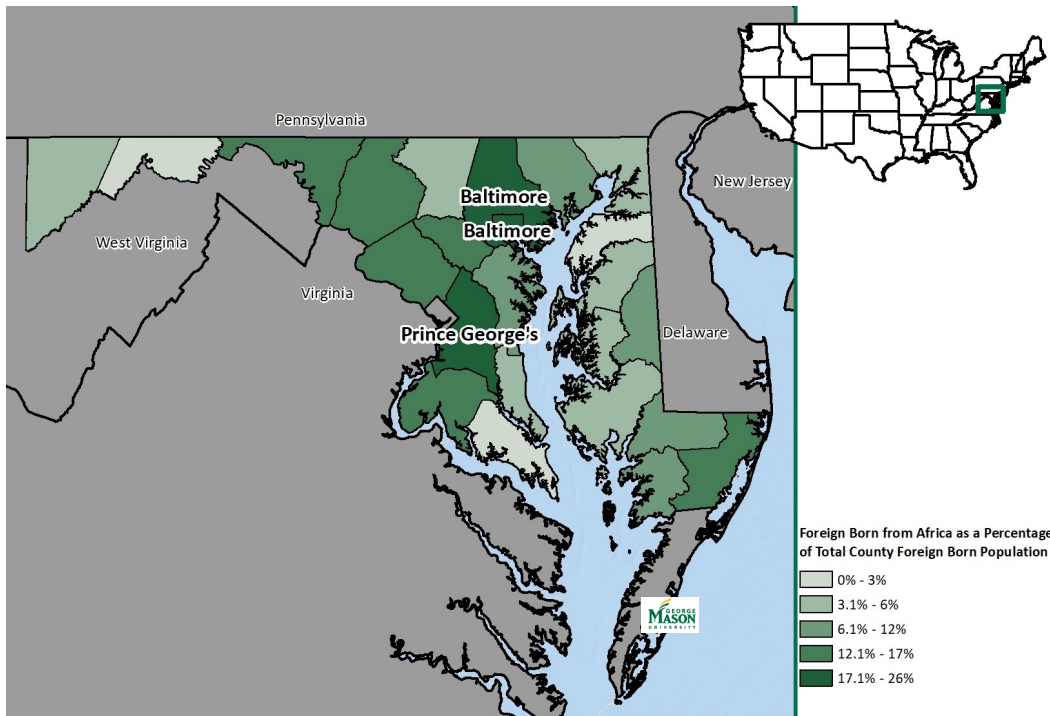 Pennsylvania
New Jersey
Baltimore
Baltimore
West Virginia
Virginia
Prince George's
Delaware
Foreign Born from Africa as a Percentage
of Total County Foreign Born Population
0% - 3%
3.1% - 6%
6.1% - 12%
12.1% - 17%
17.1% - 26%
GEORGE
MASON
UNIVERSITY